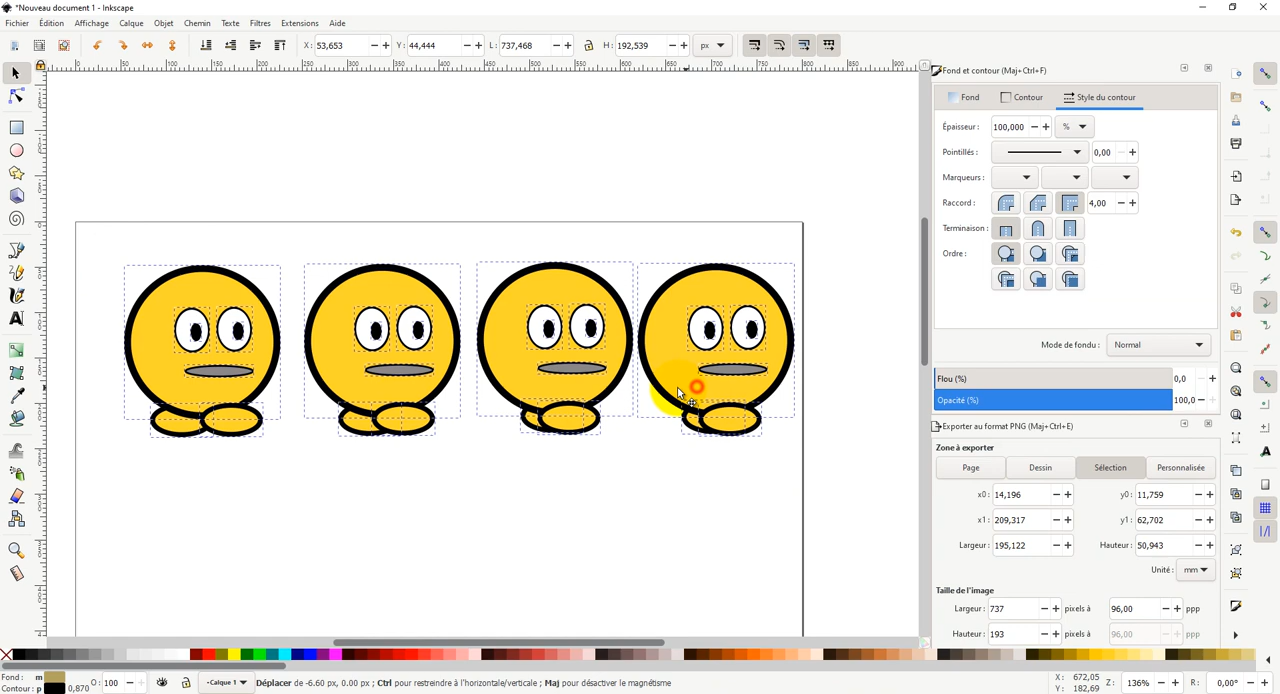 *Nouveau document 1 - Inkscape
Fichier Édition Affichage Calque Objet Chemin Texte Filtres Extensions Aide
X: 53,653 Y: 44,444 L: 737,468 H: 192,539 px
Fond et contour (Maj+Ctrl+F)
Fond Contour Style du contour
Épaisseur : 100,000 %
Pointillés : 0,00
Marqueurs :
Raccord : 4,00
Terminaison :
Ordre :
Mode de fondu : Normal
Flou (%) 0,0
Opacité (%) 100,0
Exporter au format PNG (Maj+Ctrl+E)
Zone à exporter
Page Dessin Sélection Personnalisée
x0 : 14,196 y0 : 11,759
x1 : 209,317 y1 : 62,702
Largeur : 195,122 Hauteur : 50,943
Unité : mm
Taille de l'image
Largeur : 737 pixels à 96,00 ppp
Hauteur : 193 pixels à 96,00 ppp
Fond : m
Contour : p 0,870 O: 100 Calque 1 Déplacer de -6.60 px, 0.00 px ; Ctrl pour restreindre à l'horizontale/verticale ; Maj pour désactiver le magnétisme
X: 672,05
Y: 182,69
Z: 136% R: 0,00°